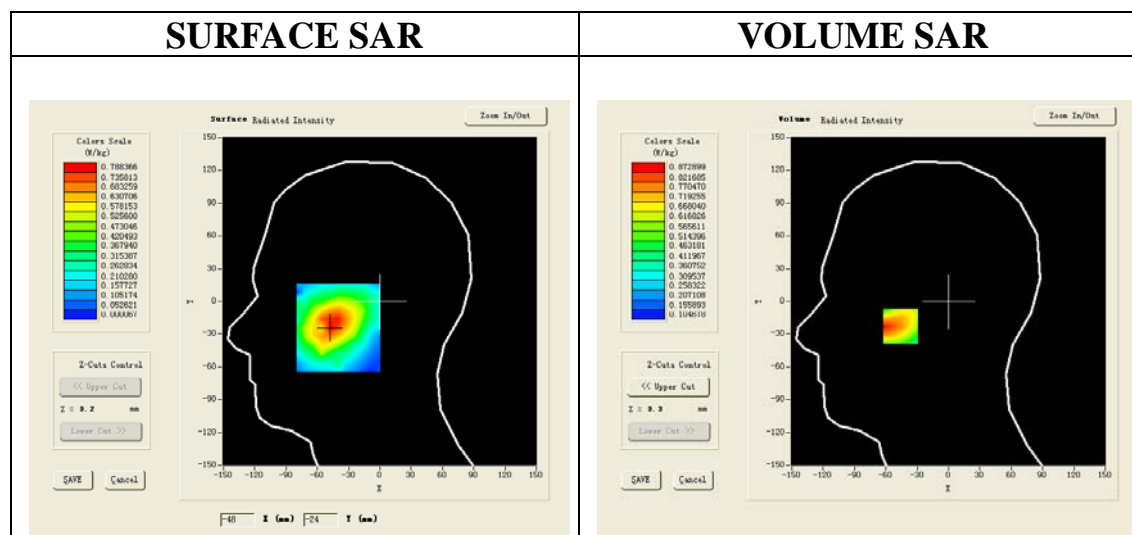 SURFACE SAR
VOLUME SAR
Surface Radiated Intensity
Zoom In/Out
Colors Scale
(W/kg)
0.788366
0.735813
0.683259
0.630706
0.578153
0.525600
0.473046
0.420493
0.367940
0.315387
0.262834
0.210280
0.157727
0.105174
0.052621
0.000067
150
120
90
60
30
0
-30
-60
-90
-120
-150
Y
-150 -120 -90 -60 -30 0 30 60 90 120 150
X
Z-Cuts Control
<< Upper Cut
Z = 9.2 mm
Lower Cut >>
SAVE Cancel
-48 X (mm) -24 Y (mm)
Volume Radiated Intensity
Zoom In/Out
Colors Scale
(W/kg)
0.872899
0.821685
0.770470
0.719255
0.668040
0.616826
0.565611
0.514396
0.463181
0.411967
0.360752
0.309537
0.258322
0.207108
0.155893
0.104678
150
120
90
60
30
0
-30
-60
-90
-120
-150
Y
-150 -120 -90 -60 -30 0 30 60 90 120 150
X
Z-Cuts Control
<< Upper Cut
Z = 9.3 mm
Lower Cut >>
SAVE Cancel